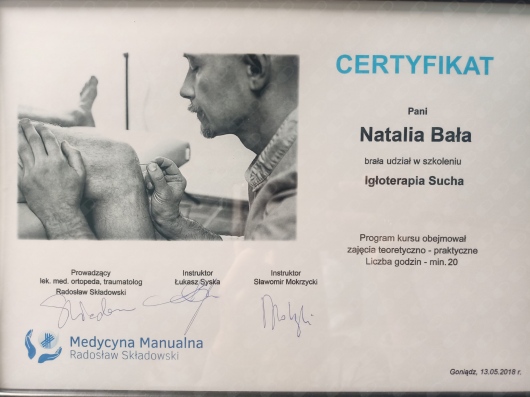 CERTYFIKAT
Pani
Natalia Bała
brała udział w szkoleniu
Igłoterapia Sucha
Program kursu obejmował
zajęcia teoretyczno - praktyczne
Liczba godzin - min. 20
Prowadzący
lek. med. ortopeda, traumatolog
Radosław Składowski
Instruktor
Łukasz Syska
Instruktor
Sławomir Mokrzycki
Medycyna Manualna
Radosław Składowski
Goniądz, 13.05.2018 r.